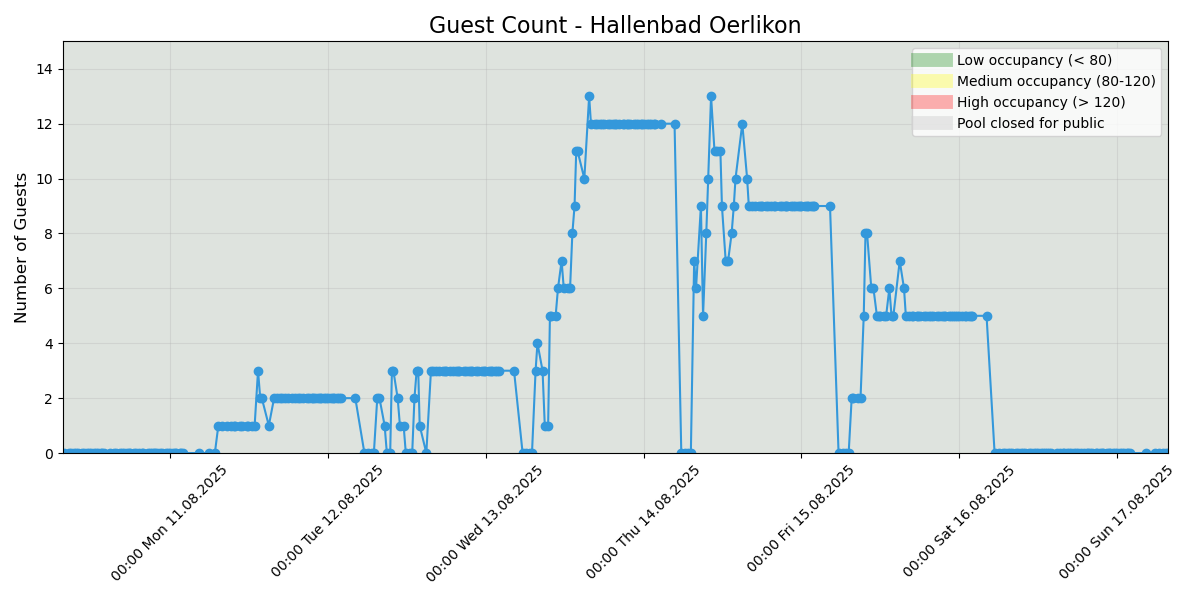 Guest Count - Hallenbad Oerlikon
Number of Guests
14
12
10
8
6
4
2
0
Low occupancy (< 80)
Medium occupancy (80-120)
High occupancy (> 120)
Pool closed for public
00:00 Mon 11.08.2025
00:00 Tue 12.08.2025
00:00 Wed 13.08.2025
00:00 Thu 14.08.2025
00:00 Fri 15.08.2025
00:00 Sat 16.08.2025
00:00 Sun 17.08.2025